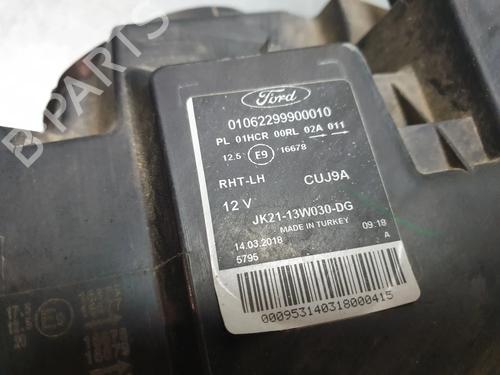 Ford
01062299900010
PL 01HCR 00RL 02A 011
12.5 E9 16678
RHT-LH CUJ9A
12 V
JK21-13W030-DG
MADE IN TURKEY
14.03.2018 09:18
5795 A
000953140318000415